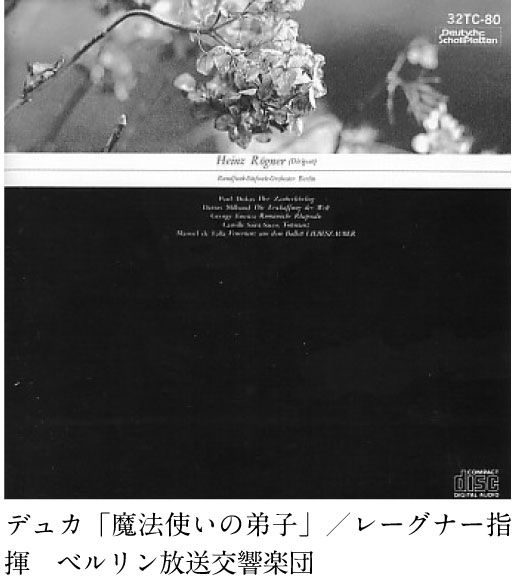 32TC-80
Deutsche
Schallplatten
Heinz Rögner (Dirigent)
Rundfunk-Sinfonie-Orchester Berlin
Paul Dukas Der Zauberlehrling
Darius Milhaud Die Erschaffung der Welt
George Enescu Rumänische Rhapsodie
Camille Saint-Saens,
Manuel de Falla Feuertanz aus dem Ballett LIEBESZAUBER
COMPACT
disc
DIGITAL AUDIO
デュカ「魔法使いの弟子」／レーグナー指
揮　ベルリン放送交響楽団